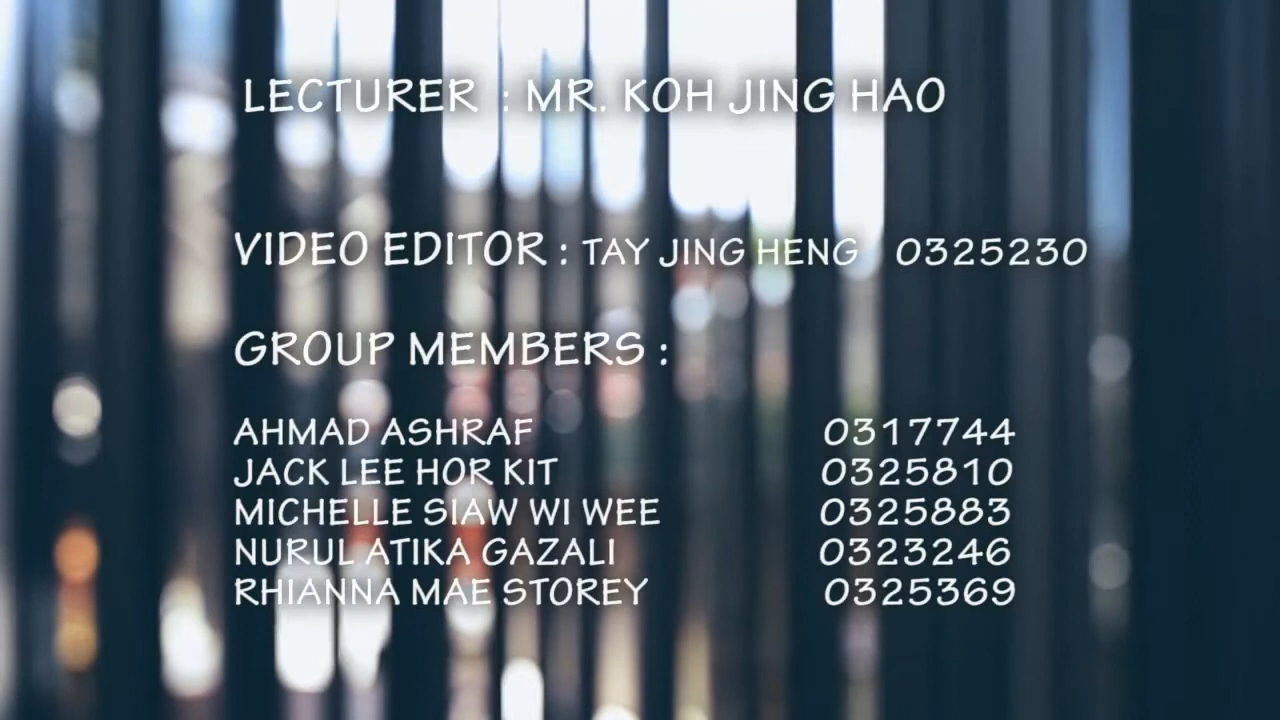 LECTURER : MR. KOH JING HAO
VIDEO EDITOR : TAY JING HENG 0325230
GROUP MEMBERS :
AHMAD ASHRAF 0317744
JACK LEE HOR KIT 0325810
MICHELLE SIAW WI WEE 0325883
NURUL ATIKA GAZALI 0323246
RHIANNA MAE STOREY 0325369